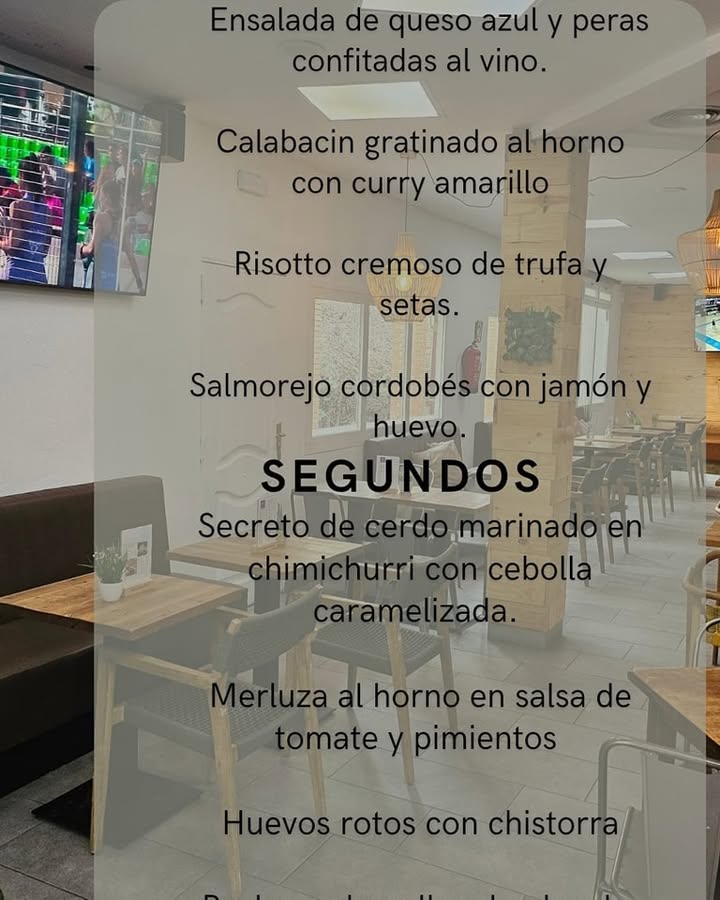 Ensalada de queso azul y peras
confitadas al vino.
Calabacin gratinado al horno
con curry amarillo
Risotto cremoso de trufa y
setas.
Salmorejo cordobés con jamón y
huevo.
SEGUNDOS
Secreto de cerdo marinado en
chimichurri con cebolla
caramelizada.
Merluza al horno en salsa de
tomate y pimientos
Huevos rotos con chistorra